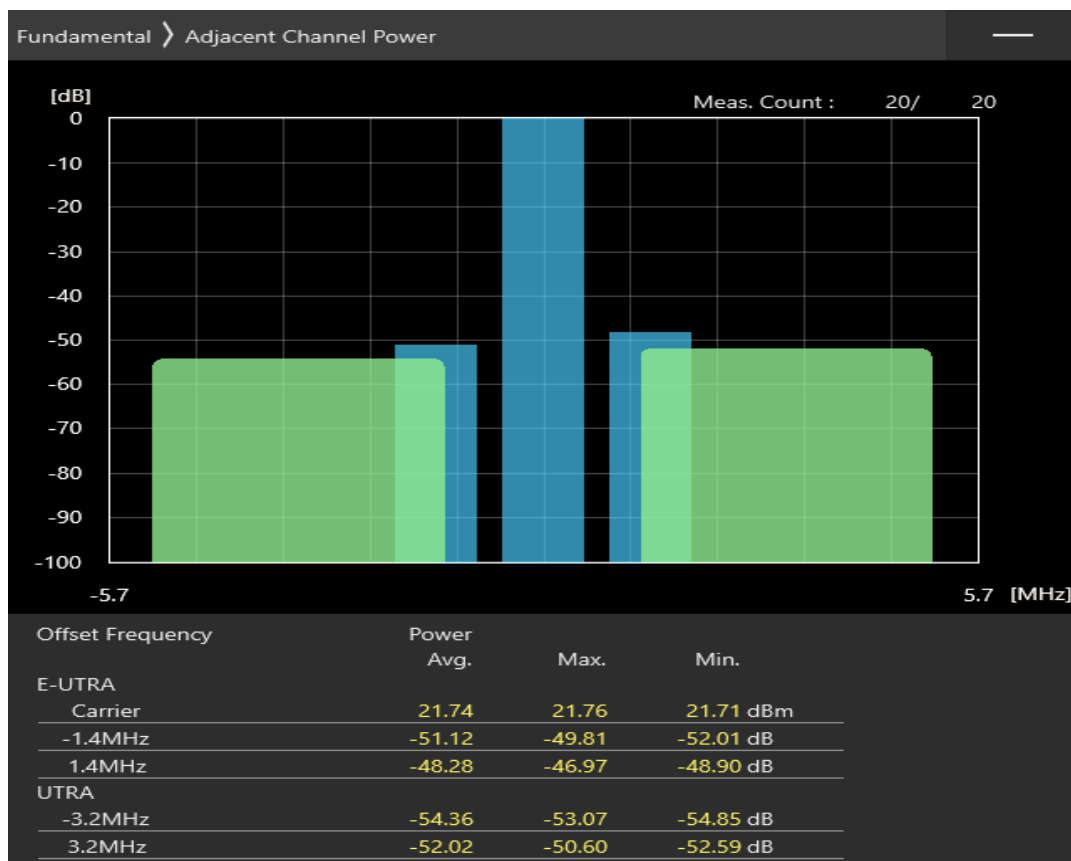 Fundamental 〉 Adjacent Channel Power
[dB]
Meas. Count : 20/ 20
0
-10
-20
-30
-40
-50
-60
-70
-80
-90
-100
-5.7 5.7 [MHz]
Offset Frequency Power
Avg. Max. Min.
E-UTRA
Carrier 21.74 21.76 21.71 dBm
-1.4MHz -51.12 -49.81 -52.01 dB
1.4MHz -48.28 -46.97 -48.90 dB
UTRA
-3.2MHz -54.36 -53.07 -54.85 dB
3.2MHz -52.02 -50.60 -52.59 dB